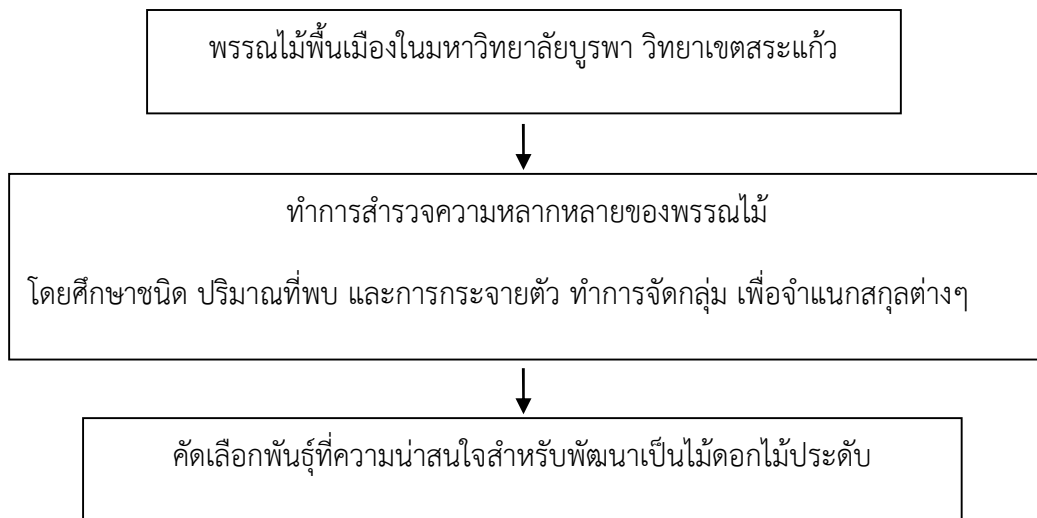 พรรณไม้พื้นเมืองในมหาวิทยาลัยบูรพา วิทยาเขตสระแก้ว
ทำการสำรวจความหลากหลายของพรรณไม้
โดยศึกษาชนิด ปริมาณที่พบ และการกระจายตัว ทำการจัดกลุ่ม เพื่อจำแนกสกุลต่างๆ
คัดเลือกพันธุ์ที่ความน่าสนใจสำหรับพัฒนาเป็นไม้ดอกไม้ประดับ